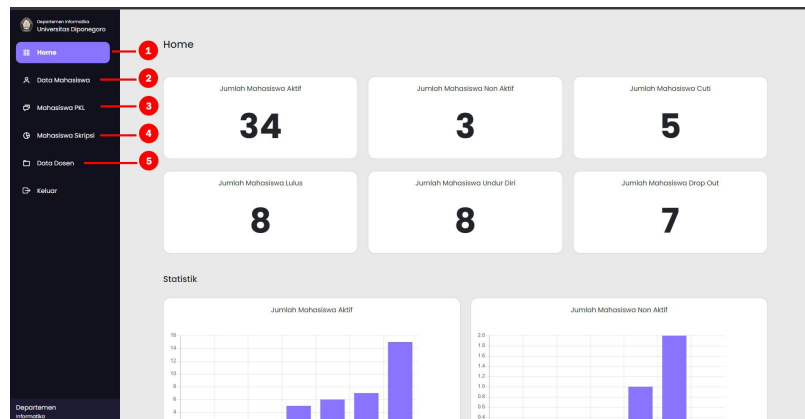 Departemen Informatika
Universitas Diponegoro
Home
1
Data Mahasiswa
2
Mahasiswa PKL
3
Mahasiswa Skripsi
4
Data Dosen
5
Keluar
Departemen
Informatika
Home
Jumlah Mahasiswa Aktif
34
Jumlah Mahasiswa Non Aktif
3
Jumlah Mahasiswa Cuti
5
Jumlah Mahasiswa Lulus
8
Jumlah Mahasiswa Undur Diri
8
Jumlah Mahasiswa Drop Out
7
Statistik
Jumlah Mahasiswa Aktif
16
14
12
10
8
6
4
Jumlah Mahasiswa Non Aktif
2.0
1.8
1.6
1.4
1.2
1.0
0.8
0.6
0.4